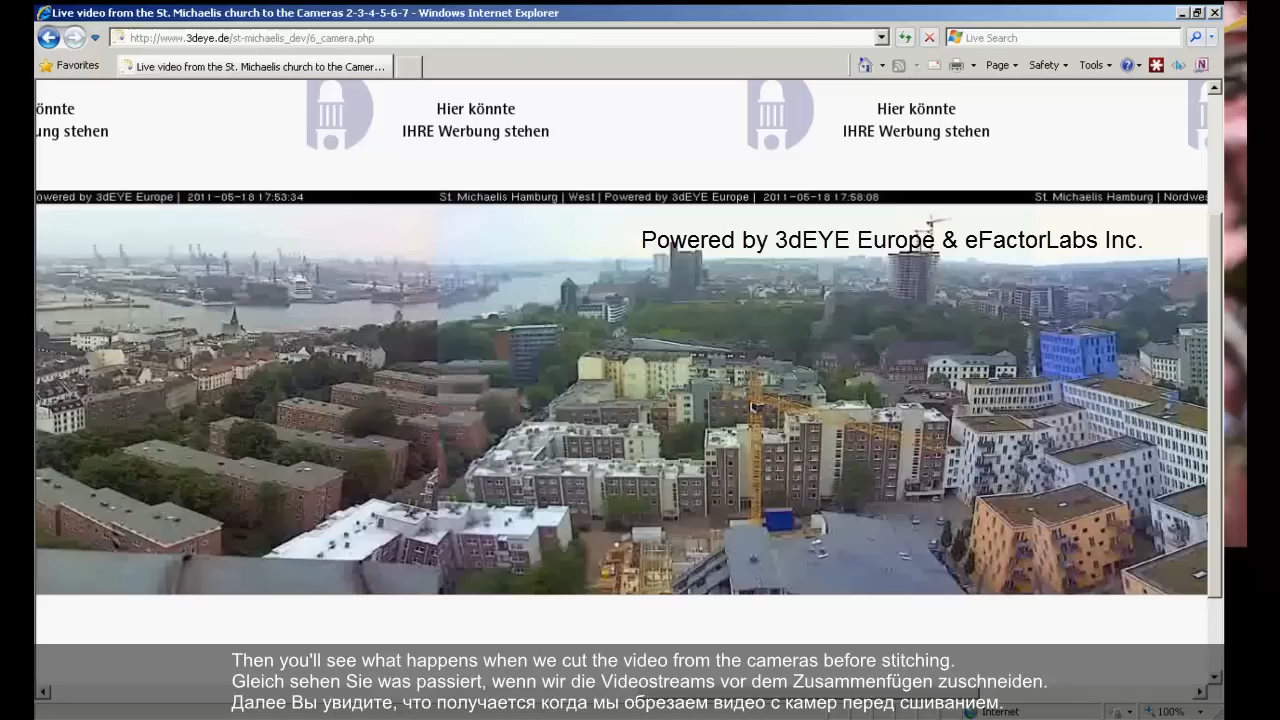 Live video from the St. Michaelis church to the Cameras 2-3-4-5-6-7 - Windows Internet Explorer
http://www.3deye.de/st-michaelis_dev/6_camera.php
Live Search
Favorites
Live video from the St. Michaelis church to the Camer...
Page
Safety
Tools
önnte
ung stehen
Hier könnte
IHRE Werbung stehen
Hier könnte
IHRE Werbung stehen
owered by 3dEYE Europe | 2011-05-18 17:53:34
St. Michaelis Hamburg | West | Powered by 3dEYE Europe | 2011-05-18 17:58:08
St. Michaelis Hamburg | Nordwes
Powered by 3dEYE Europe & eFactorLabs Inc.
Then you'll see what happens when we cut the video from the cameras before stitching.
Gleich sehen Sie was passiert, wenn wir die Videostreams vor dem Zusammenfügen zuschneiden.
Далее Вы увидите, что получается когда мы обрезаем видео с камер перед сшиванием.
Internet
100%